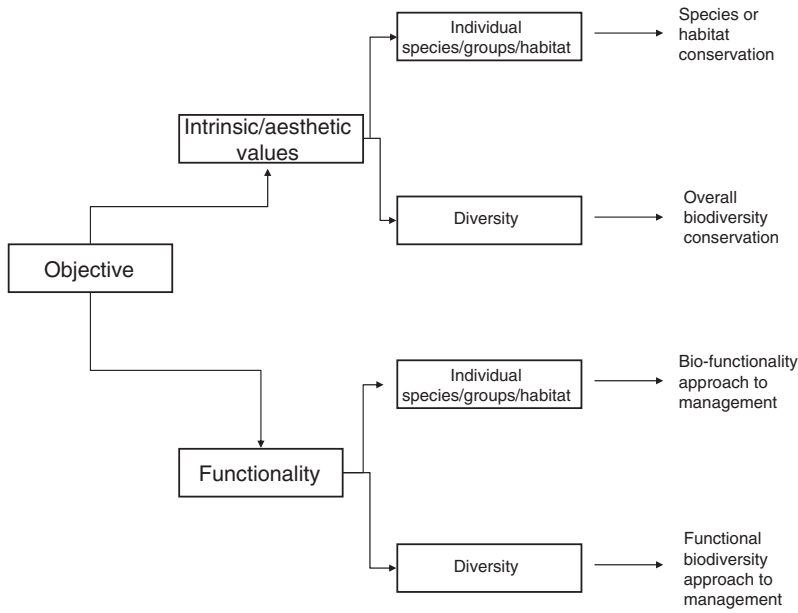 Individual
species/groups/habitat
Species or
habitat
conservation
Intrinsic/aesthetic
values
Diversity
Overall
biodiversity
conservation
Objective
Individual
species/groups/habitat
Bio-functionality
approach to
management
Functionality
Diversity
Functional
biodiversity
approach to
management